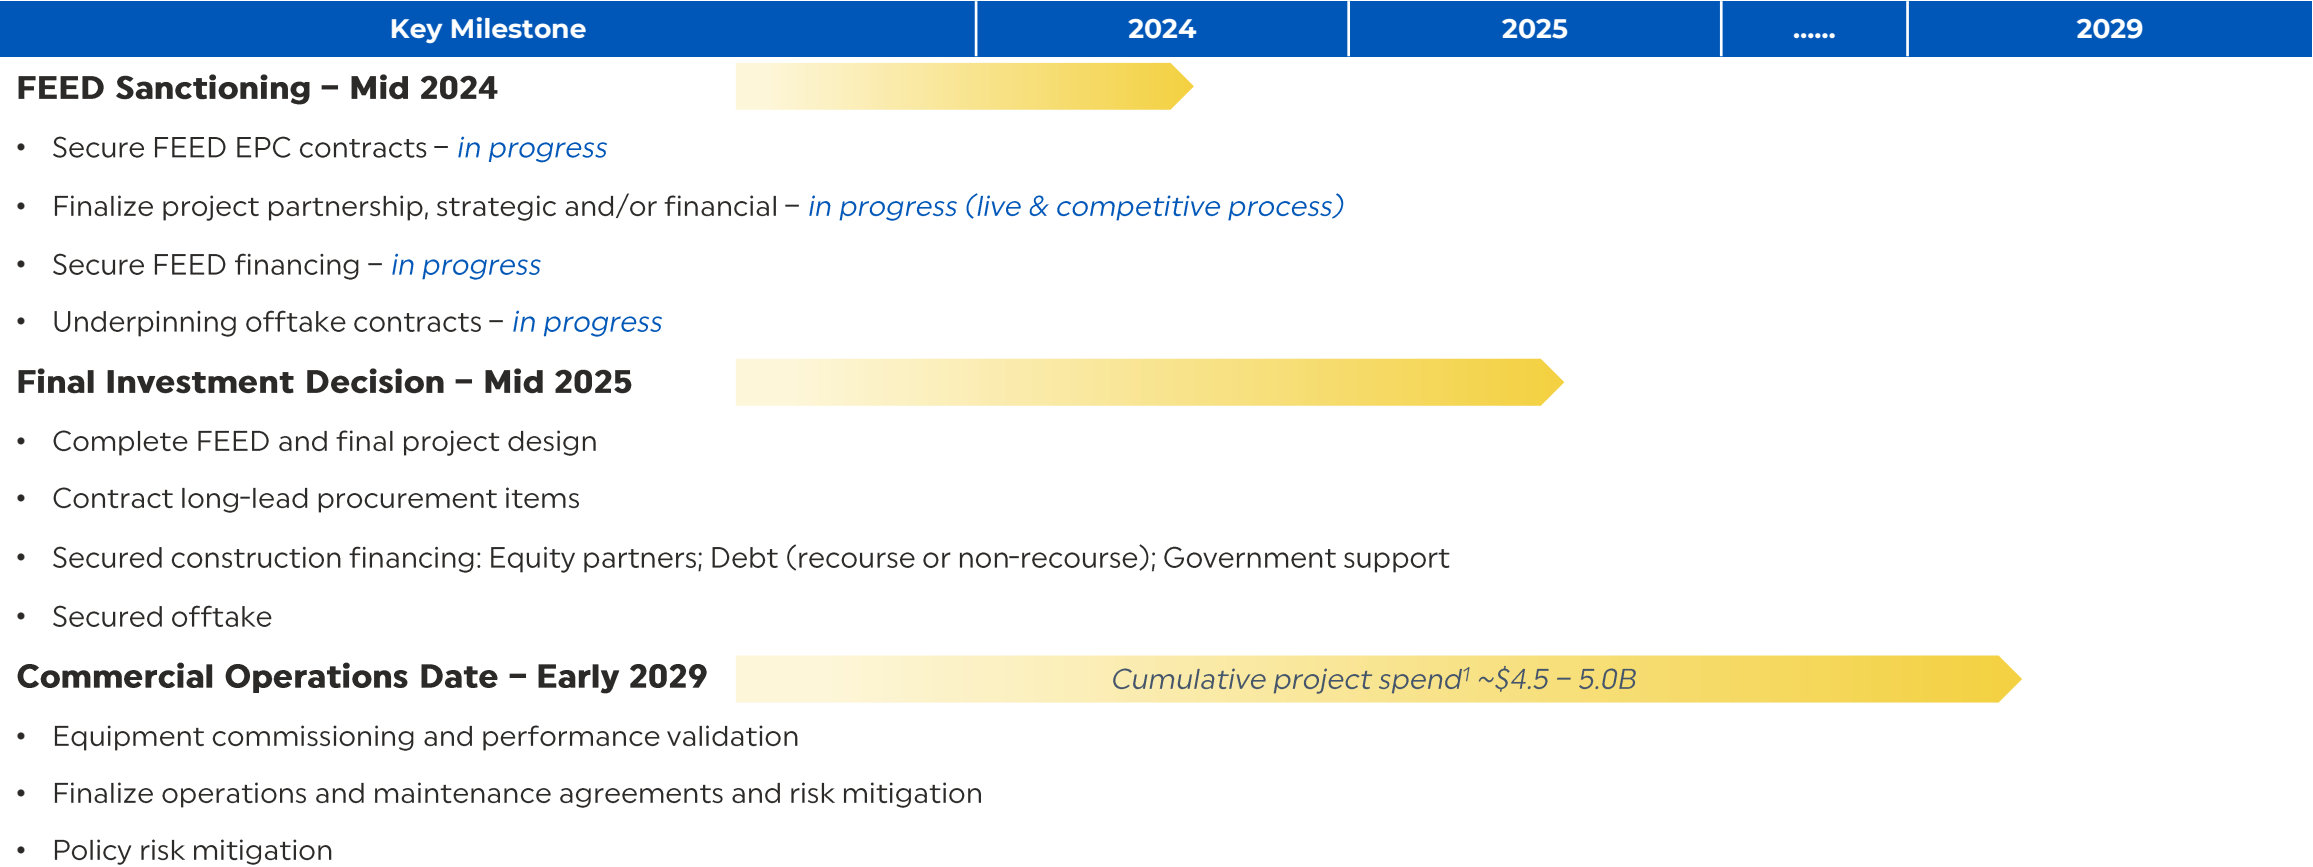 Key Milestone 2024 2025 ...... 2029
FEED Sanctioning – Mid 2024
• Secure FEED EPC contracts – in progress
• Finalize project partnership, strategic and/or financial – in progress (live & competitive process)
• Secure FEED financing – in progress
• Underpinning offtake contracts – in progress
Final Investment Decision – Mid 2025
• Complete FEED and final project design
• Contract long-lead procurement items
• Secured construction financing: Equity partners; Debt (recourse or non-recourse); Government support
• Secured offtake
Commercial Operations Date – Early 2029 Cumulative project spend¹ ~$4.5 – 5.0B
• Equipment commissioning and performance validation
• Finalize operations and maintenance agreements and risk mitigation
• Policy risk mitigation